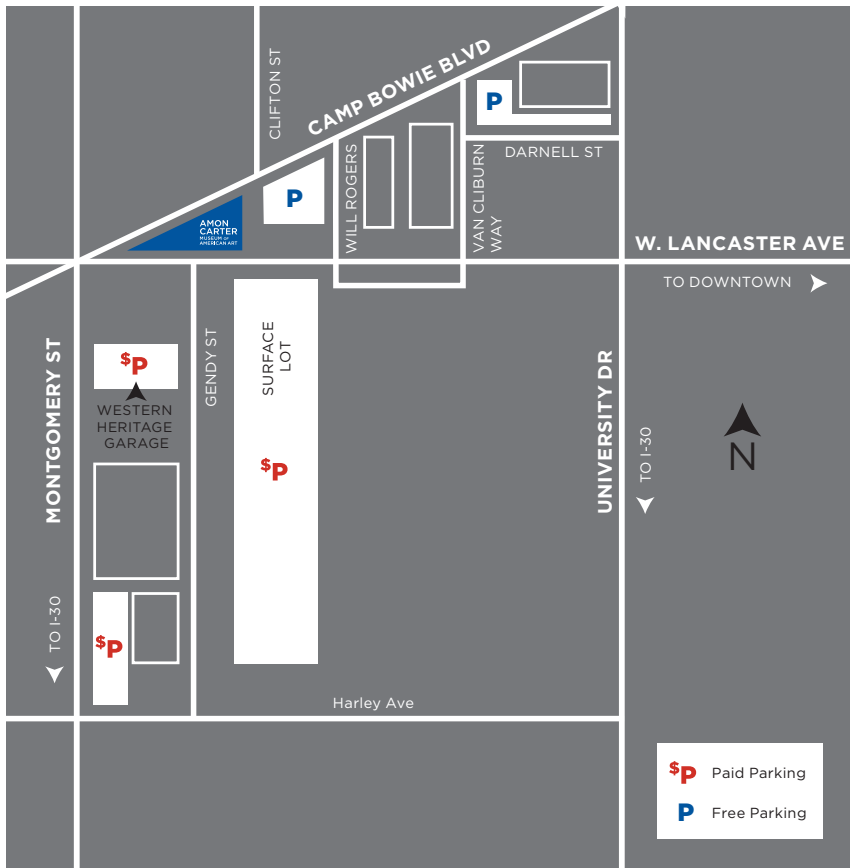 CLIFTON ST
CAMP BOWIE BLVD
P
DARNELL ST
WILL ROGERS
VAN CLIBURN
WAY
P
AMON
CARTER
MUSEUM OF
AMERICAN ART
W. LANCASTER AVE
TO DOWNTOWN
MONTGOMERY ST
$P
WESTERN
HERITAGE
GARAGE
GENDY ST
SURFACE
LOT
$P
UNIVERSITY DR
TO I-30
N
TO I-30
$P
Harley Ave
$P Paid Parking
P Free Parking